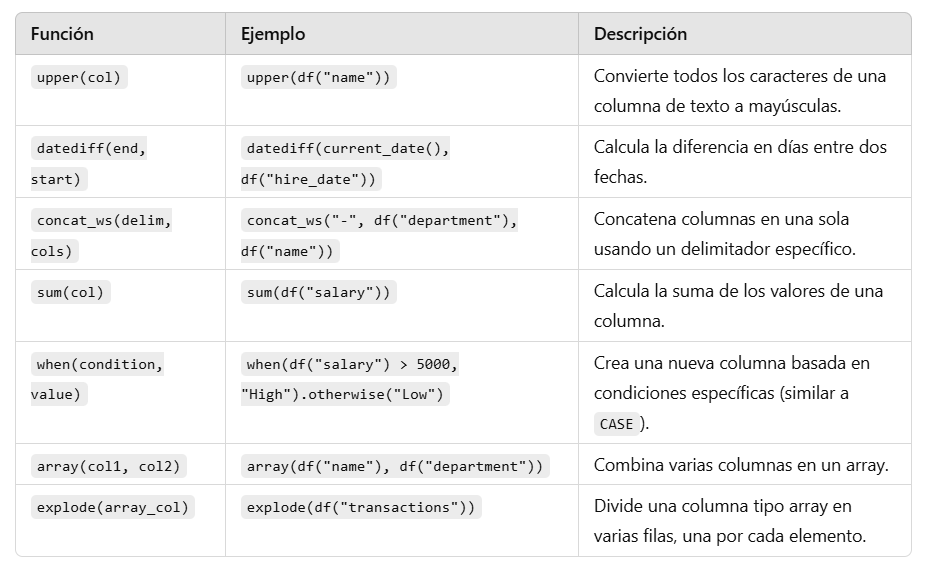 Función Ejemplo Descripción
upper(col) upper(df("name")) Convierte todos los caracteres de una
columna de texto a mayúsculas.
datediff(end, datediff(current_date(), Calcula la diferencia en días entre dos
start) df("hire_date")) fechas.
concat_ws(delim, concat_ws("-", df("department"), Concatena columnas en una sola
cols) df("name")) usando un delimitador específico.
sum(col) sum(df("salary")) Calcula la suma de los valores de una
columna.
when(condition, when(df("salary") > 5000, Crea una nueva columna basada en
value) "High").otherwise("Low") condiciones específicas (similar a
CASE ).
array(col1, col2) array(df("name"), df("department")) Combina varias columnas en un array.
explode(array_col) explode(df("transactions")) Divide una columna tipo array en
varias filas, una por cada elemento.